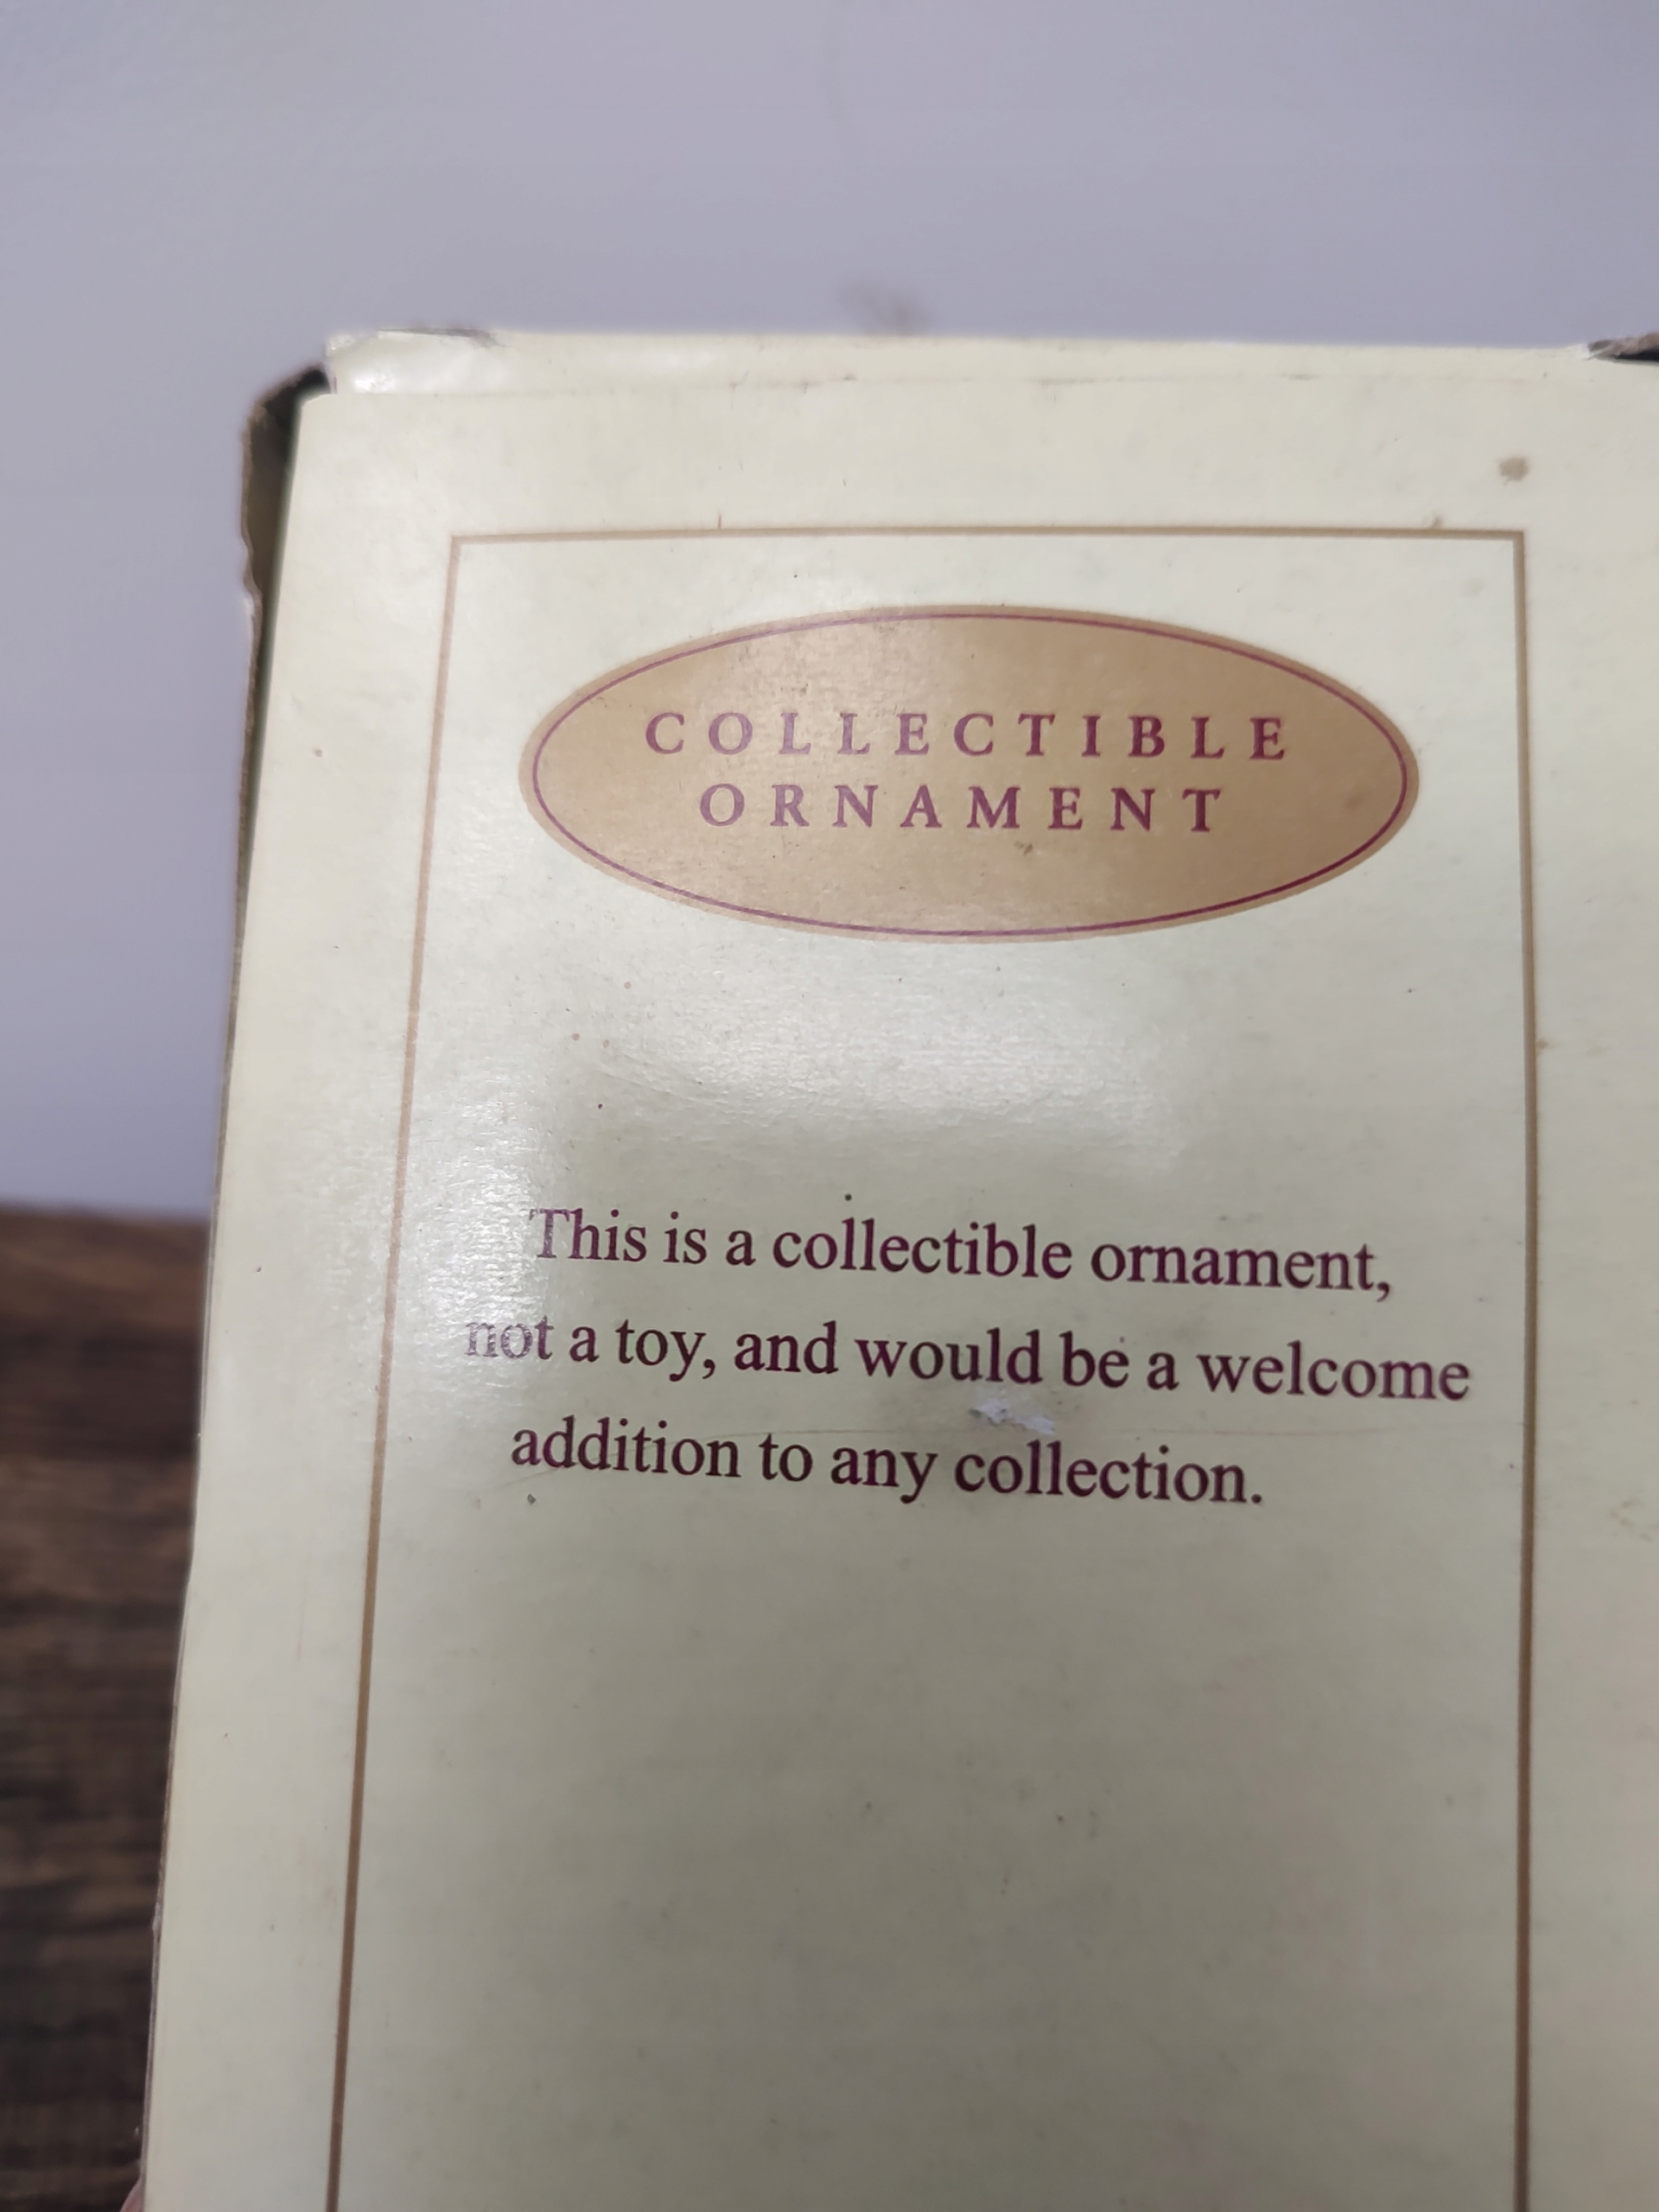 COLLECTIBLE
ORNAMENT
This is a collectible ornament,
not a toy, and would be a welcome
addition to any collection.